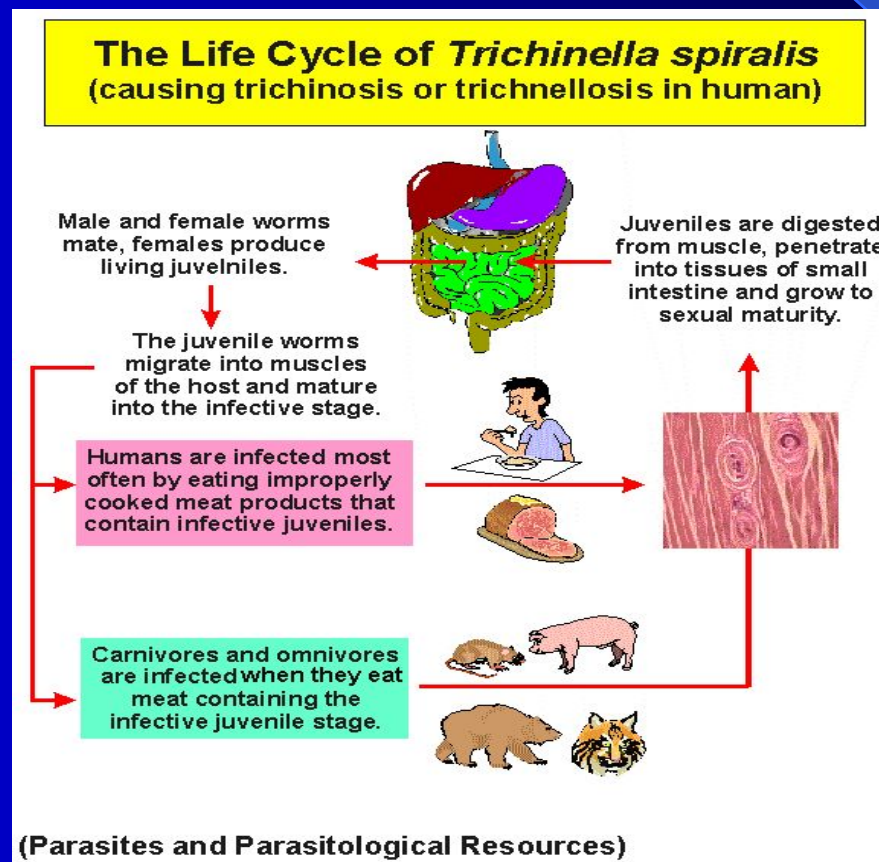 The Life Cycle of Trichinella spiralis
(causing trichinosis or trichnellosis in human)
Male and female worms
mate, females produce
living juvelniles.
Juveniles are digested
from muscle, penetrate
into tissues of small
intestine and grow to
sexual maturity.
The juvenile worms
migrate into muscles
of the host and mature
into the infective stage.
Humans are infected most
often by eating improperly
cooked meat products that
contain infective juveniles.
Carnivores and omnivores
are infected when they eat
meat containing the
infective juvenile stage.
(Parasites and Parasitological Resources)